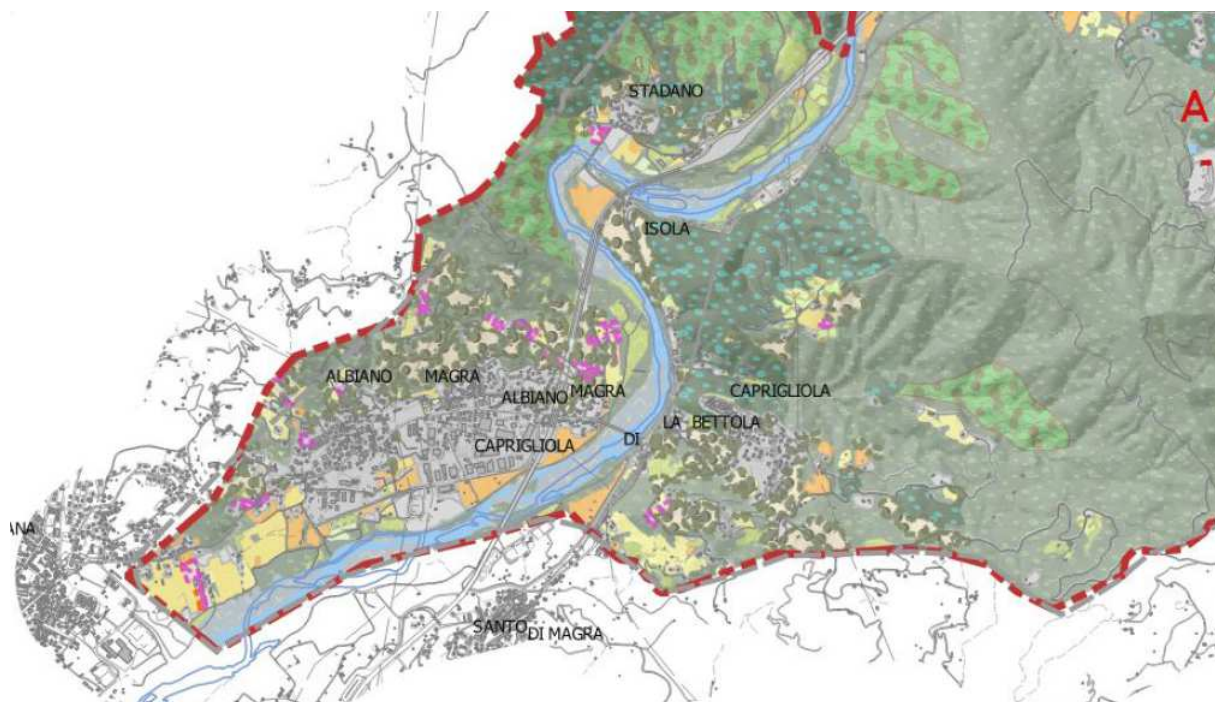 STADANO
A
ISOLA
ALBIANO MAGRA
ALBIANO MAGRA
CAPRIGLIOLA
LA BETTOLA
CAPRIGLIOLA
DI
ANA
SANTO DI MAGRA